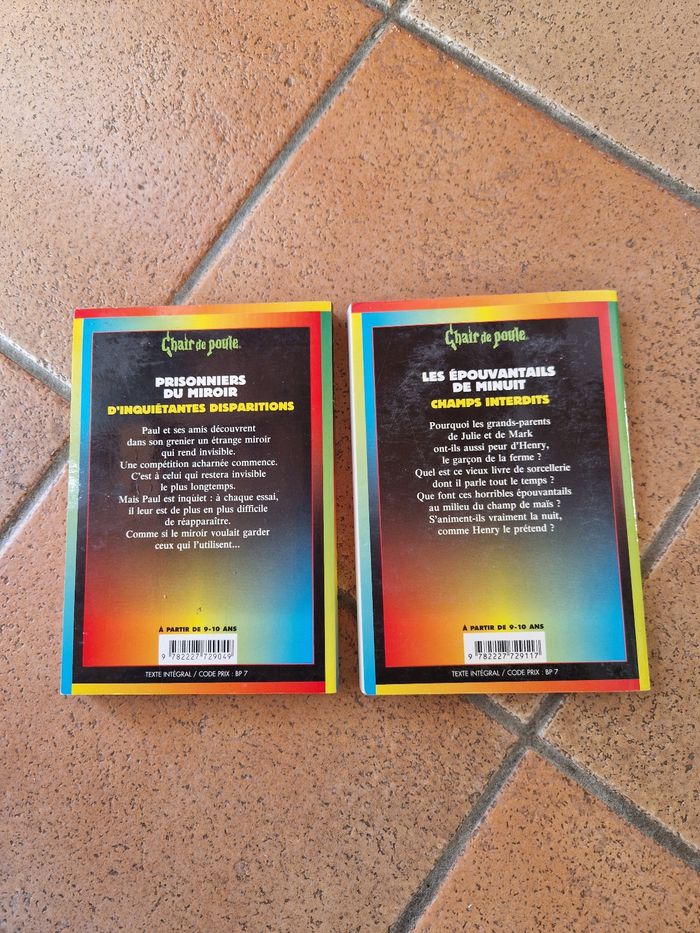 Chair de poule
PRISONNIERS
DU MIROIR
D'INQUIÉTANTES DISPARITIONS
Paul et ses amis découvrent
dans son grenier un étrange miroir
qui rend invisible.
Une compétition acharnée commence.
C'est à celui qui restera invisible
le plus longtemps.
Mais Paul est inquiet : à chaque essai,
il leur est de plus en plus difficile
de réapparaître.
Comme si le miroir voulait garder
ceux qui l'utilisent...
À PARTIR DE 9-10 ANS
9 782227 729049
TEXTE INTÉGRAL / CODE PRIX : BP 7
Chair de poule
LES ÉPOUVANTAILS
DE MINUIT
CHAMPS INTERDITS
Pourquoi les grands-parents
de Julie et de Mark
ont-ils aussi peur d'Henry,
le garçon de la ferme ?
Quel est ce vieux livre de sorcellerie
dont il parle tout le temps ?
Que font ces horribles épouvantails
au milieu du champ de maïs ?
S'animent-ils vraiment la nuit,
comme Henry le prétend ?
À PARTIR DE 9-10 ANS
9 782227 729117
TEXTE INTÉGRAL / CODE PRIX : BP 7